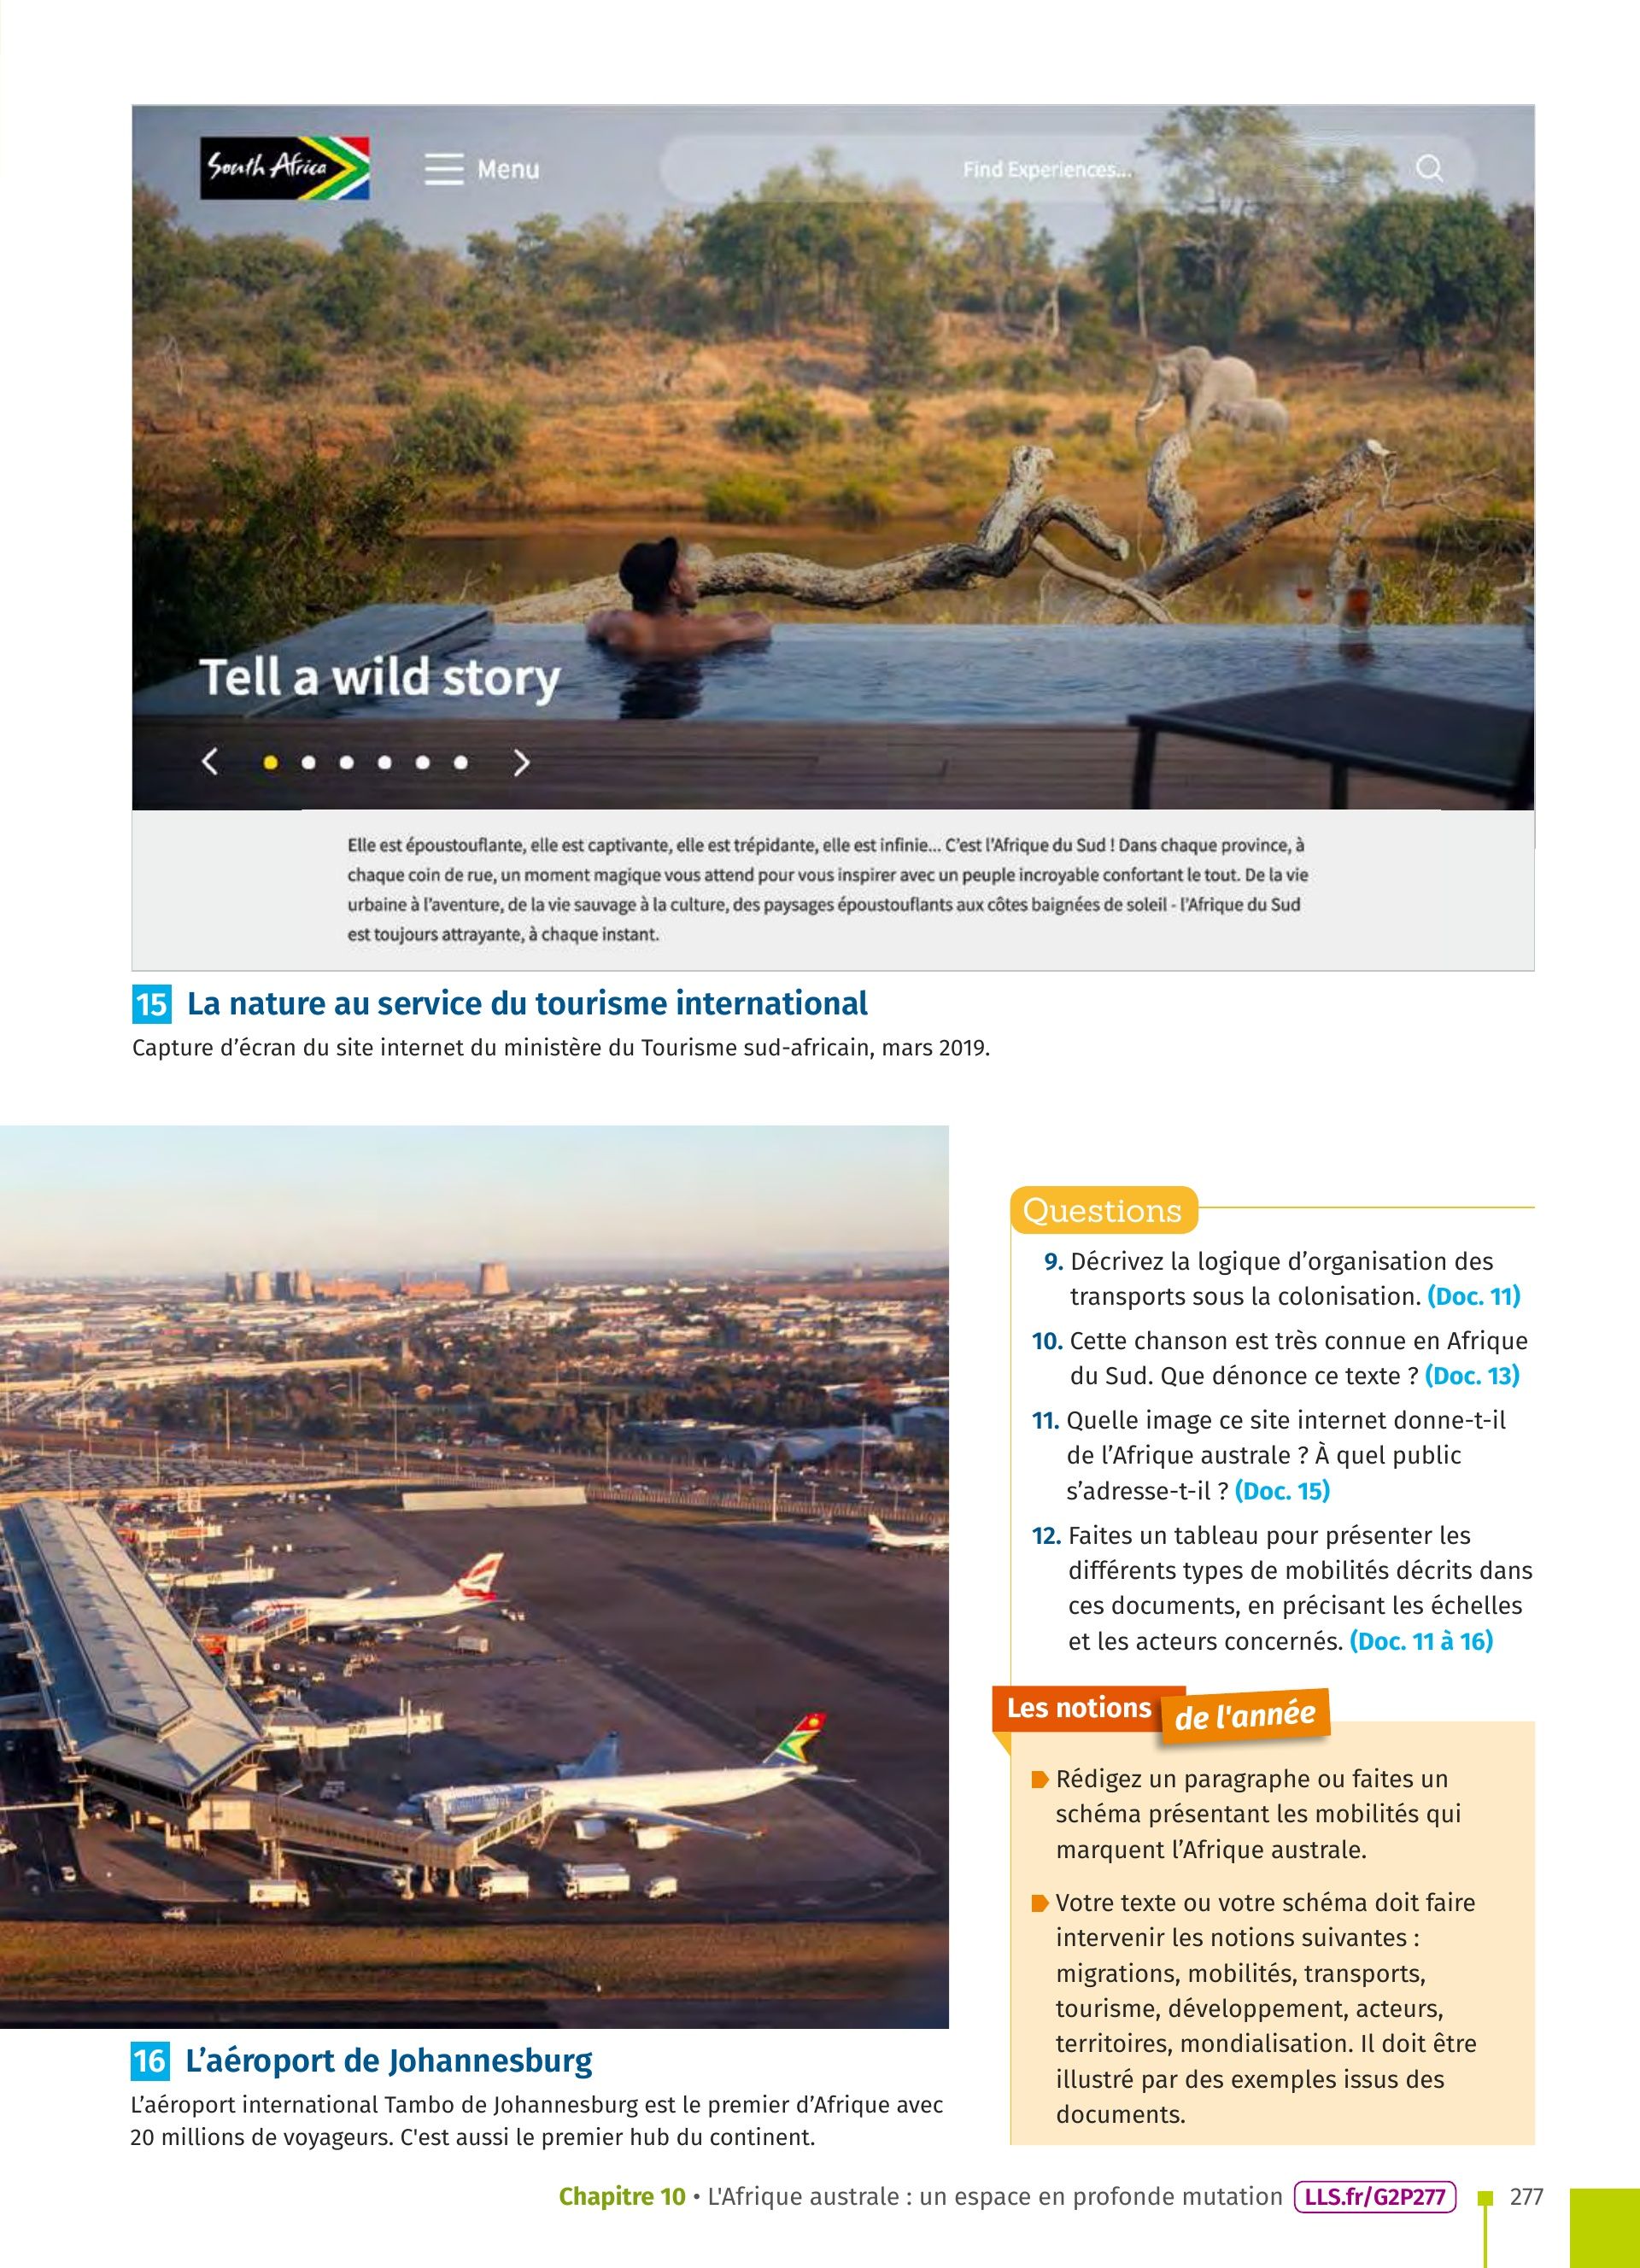 South Africa
Menu
Find Experiences...
Tell a wild story
Elle est époustouflante, elle est captivante, elle est trépidante, elle est infinie... C'est l'Afrique du Sud ! Dans chaque province, à
chaque coin de rue, un moment magique vous attend pour vous inspirer avec un peuple incroyable confortant le tout. De la vie
urbaine à l'aventure, de la vie sauvage à la culture, des paysages époustouflants aux côtes baignées de soleil - l'Afrique du Sud
est toujours attrayante, à chaque instant.
15 La nature au service du tourisme international
Capture d'écran du site internet du ministère du Tourisme sud-africain, mars 2019.
16 L'aéroport de Johannesburg
L'aéroport international Tambo de Johannesburg est le premier d'Afrique avec
20 millions de voyageurs. C'est aussi le premier hub du continent.
Questions
9. Décrivez la logique d'organisation des
transports sous la colonisation. (Doc. 11)
10. Cette chanson est très connue en Afrique
du Sud. Que dénonce ce texte ? (Doc. 13)
11. Quelle image ce site internet donne-t-il
de l'Afrique australe ? À quel public
s'adresse-t-il ? (Doc. 15)
12. Faites un tableau pour présenter les
différents types de mobilités décrits dans
ces documents, en précisant les échelles
et les acteurs concernés. (Doc. 11 à 16)
Les notions de l'année
Rédigez un paragraphe ou faites un
schéma présentant les mobilités qui
marquent l'Afrique australe.
Votre texte ou votre schéma doit faire
intervenir les notions suivantes :
migrations, mobilités, transports,
tourisme, développement, acteurs,
territoires, mondialisation. Il doit être
illustré par des exemples issus des
documents.
Chapitre 10 • L'Afrique australe : un espace en profonde mutation LLS.fr/G2P277 277